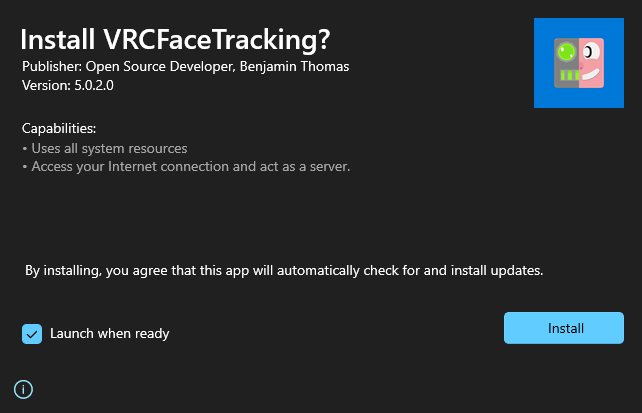 Install VRCFaceTracking?
Publisher: Open Source Developer, Benjamin Thomas
Version: 5.0.2.0
Capabilities:
• Uses all system resources
• Access your Internet connection and act as a server.
By installing, you agree that this app will automatically check for and install updates.
Launch when ready
Install